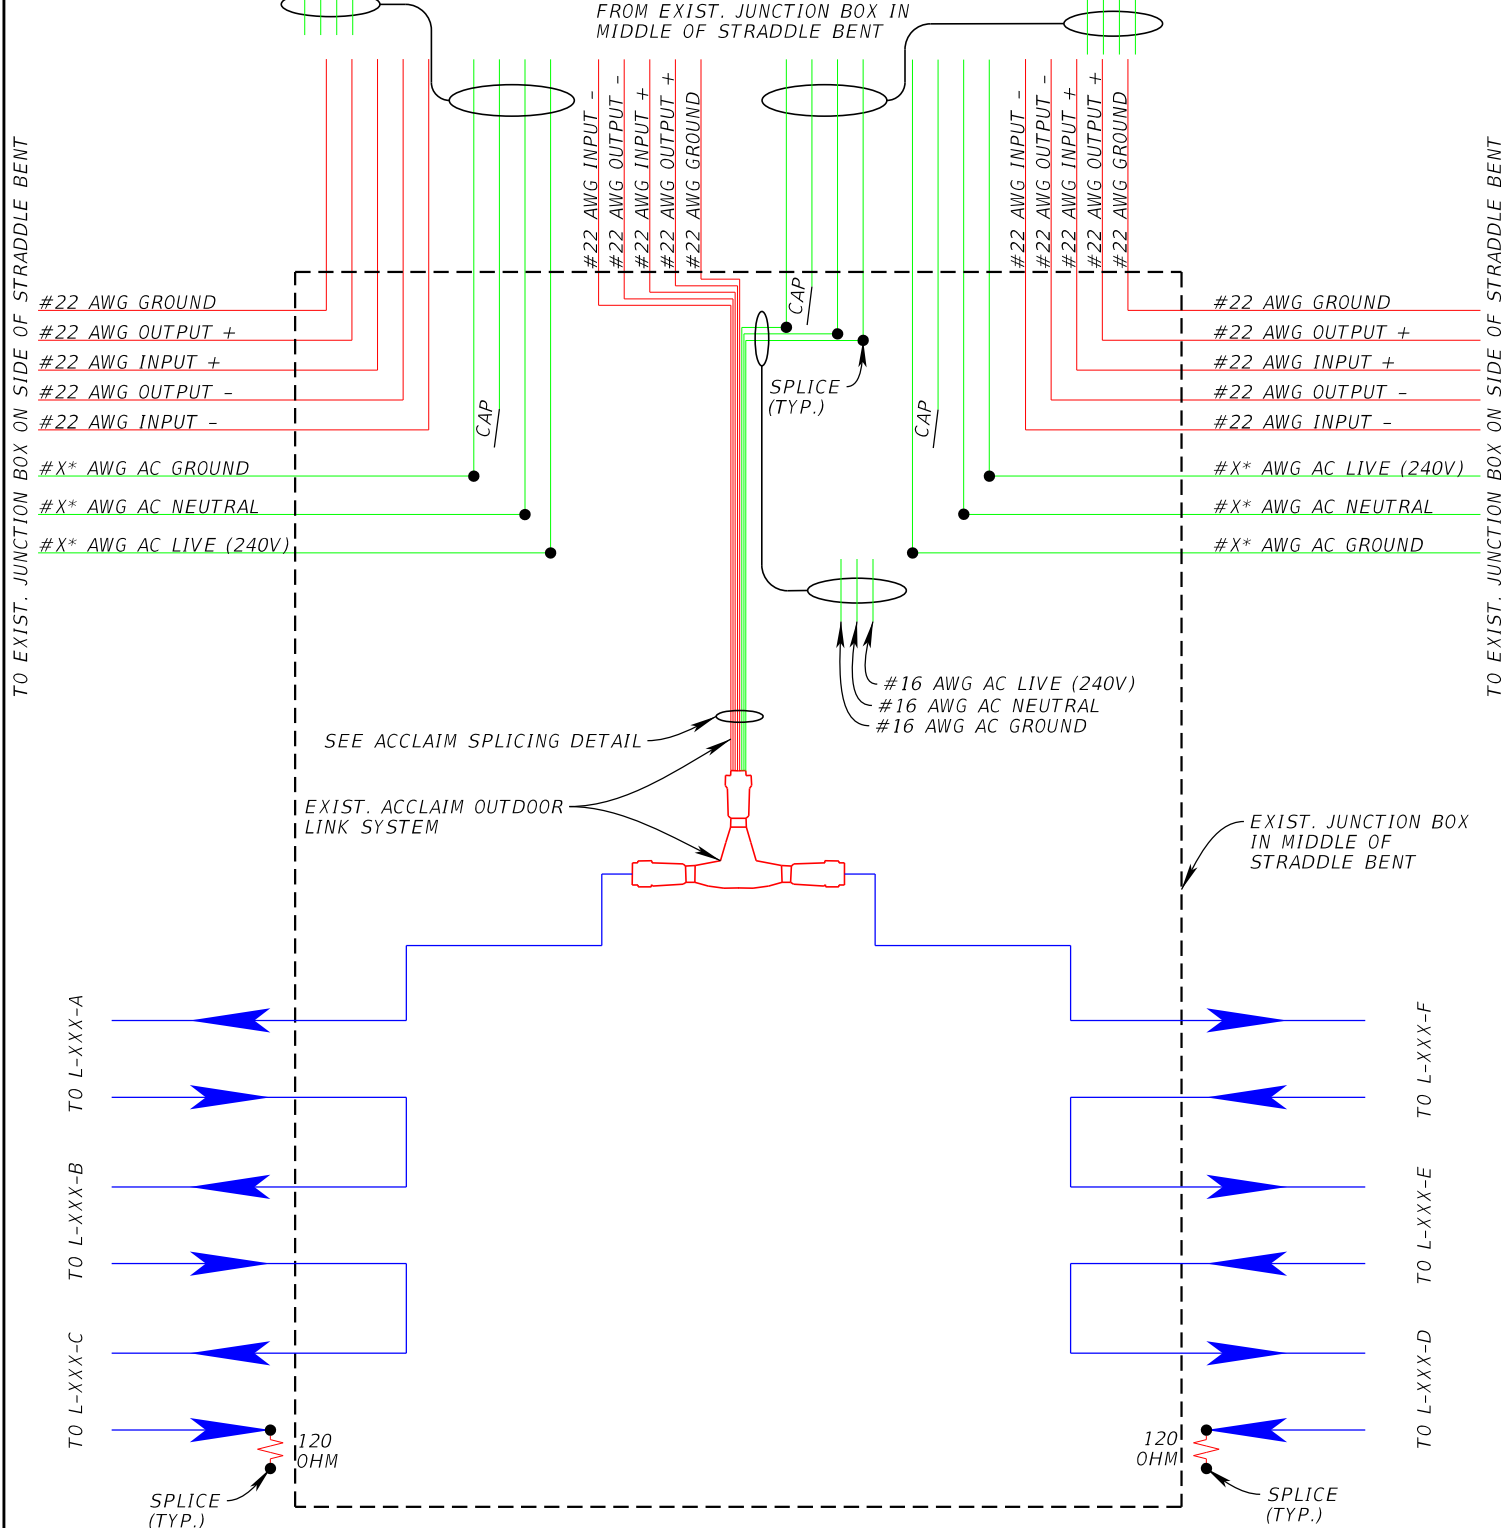 FROM EXIST. JUNCTION BOX IN
MIDDLE OF STRADDLE BENT
TO EXIST. JUNCTION BOX ON SIDE OF STRADDLE BENT
#22 AWG INPUT -
#22 AWG OUTPUT -
#22 AWG INPUT +
#22 AWG OUTPUT +
#22 AWG GROUND
#22 AWG INPUT -
#22 AWG OUTPUT -
#22 AWG INPUT +
#22 AWG OUTPUT +
#22 AWG GROUND
TO EXIST. JUNCTION BOX ON SIDE OF STRADDLE BENT
#22 AWG GROUND
#22 AWG OUTPUT +
#22 AWG INPUT +
#22 AWG OUTPUT -
#22 AWG INPUT -
#X* AWG AC GROUND
#X* AWG AC NEUTRAL
#X* AWG AC LIVE (240V)
CAP
CAP
SPLICE
(TYP.)
CAP
#22 AWG GROUND
#22 AWG OUTPUT +
#22 AWG INPUT +
#22 AWG OUTPUT -
#22 AWG INPUT -
#X* AWG AC LIVE (240V)
#X* AWG AC NEUTRAL
#X* AWG AC GROUND
#16 AWG AC LIVE (240V)
#16 AWG AC NEUTRAL
#16 AWG AC GROUND
SEE ACCLAIM SPLICING DETAIL
EXIST. ACCLAIM OUTDOOR
LINK SYSTEM
EXIST. JUNCTION BOX
IN MIDDLE OF
STRADDLE BENT
TO L-XXX-A
TO L-XXX-B
TO L-XXX-C
TO L-XXX-F
TO L-XXX-E
TO L-XXX-D
120
OHM
SPLICE
(TYP.)
120
OHM
SPLICE
(TYP.)